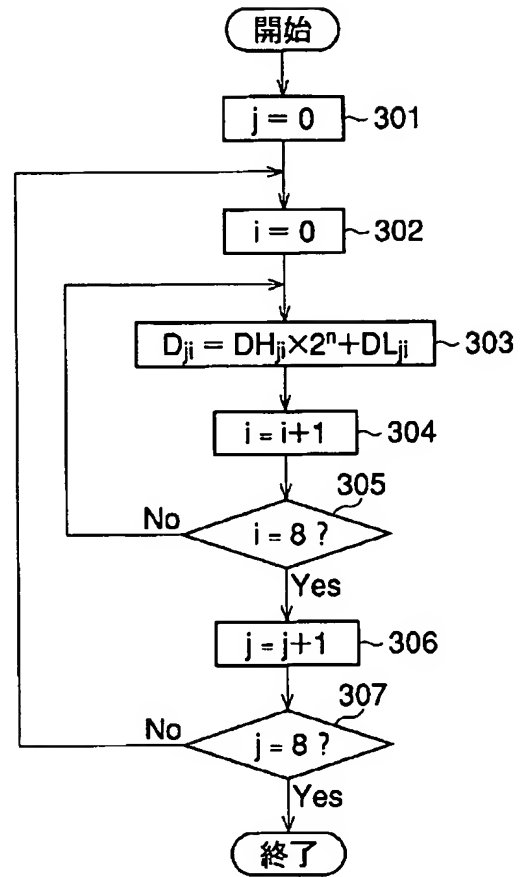 開始
j = 0
301
i = 0
302
Dji = DHji×2ⁿ+DLji
303
i = i+1
304
305
i = 8 ?
No
Yes
j = j+1
306
307
j = 8 ?
No
Yes
終了